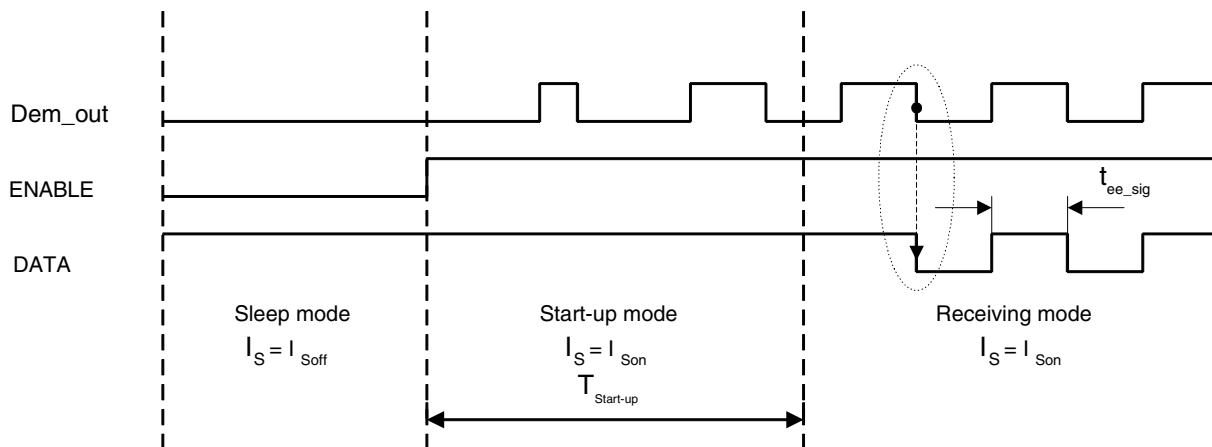 Dem_out
ENABLE
t ee_sig
DATA
Sleep mode
I S = I Soff
Start-up mode
I S = I Son
T Start-up
Receiving mode
I S = I Son